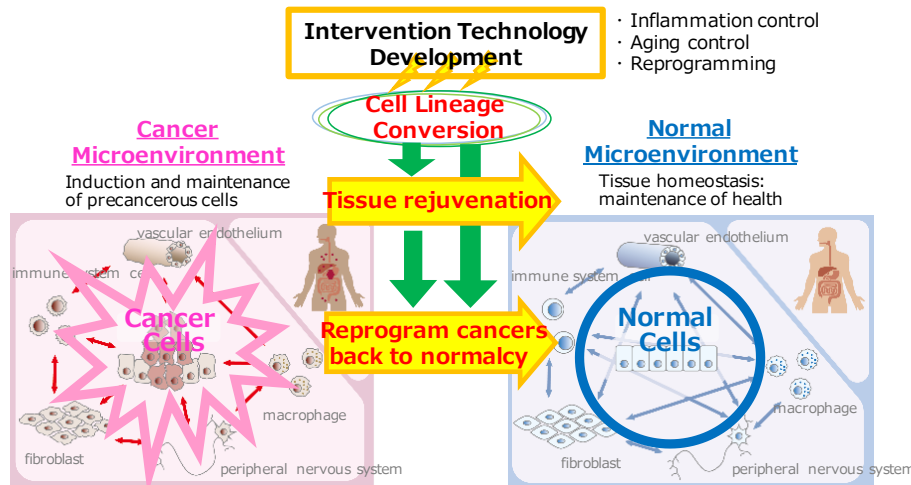 Intervention Technology
Development
・Inflammation control
・Aging control
・Reprogramming
Cell Lineage
Conversion
Cancer
Microenvironment
Induction and maintenance
of precancerous cells
Normal
Microenvironment
Tissue homeostasis:
maintenance of health
Tissue rejuvenation
Reprogram cancers
back to normalcy
vascular endothelium
immune system
Cancer
Cells
macrophage
fibroblast
peripheral nervous system
vascular endothelium
immune system
Normal
Cells
macrophage
fibroblast
peripheral nervous system